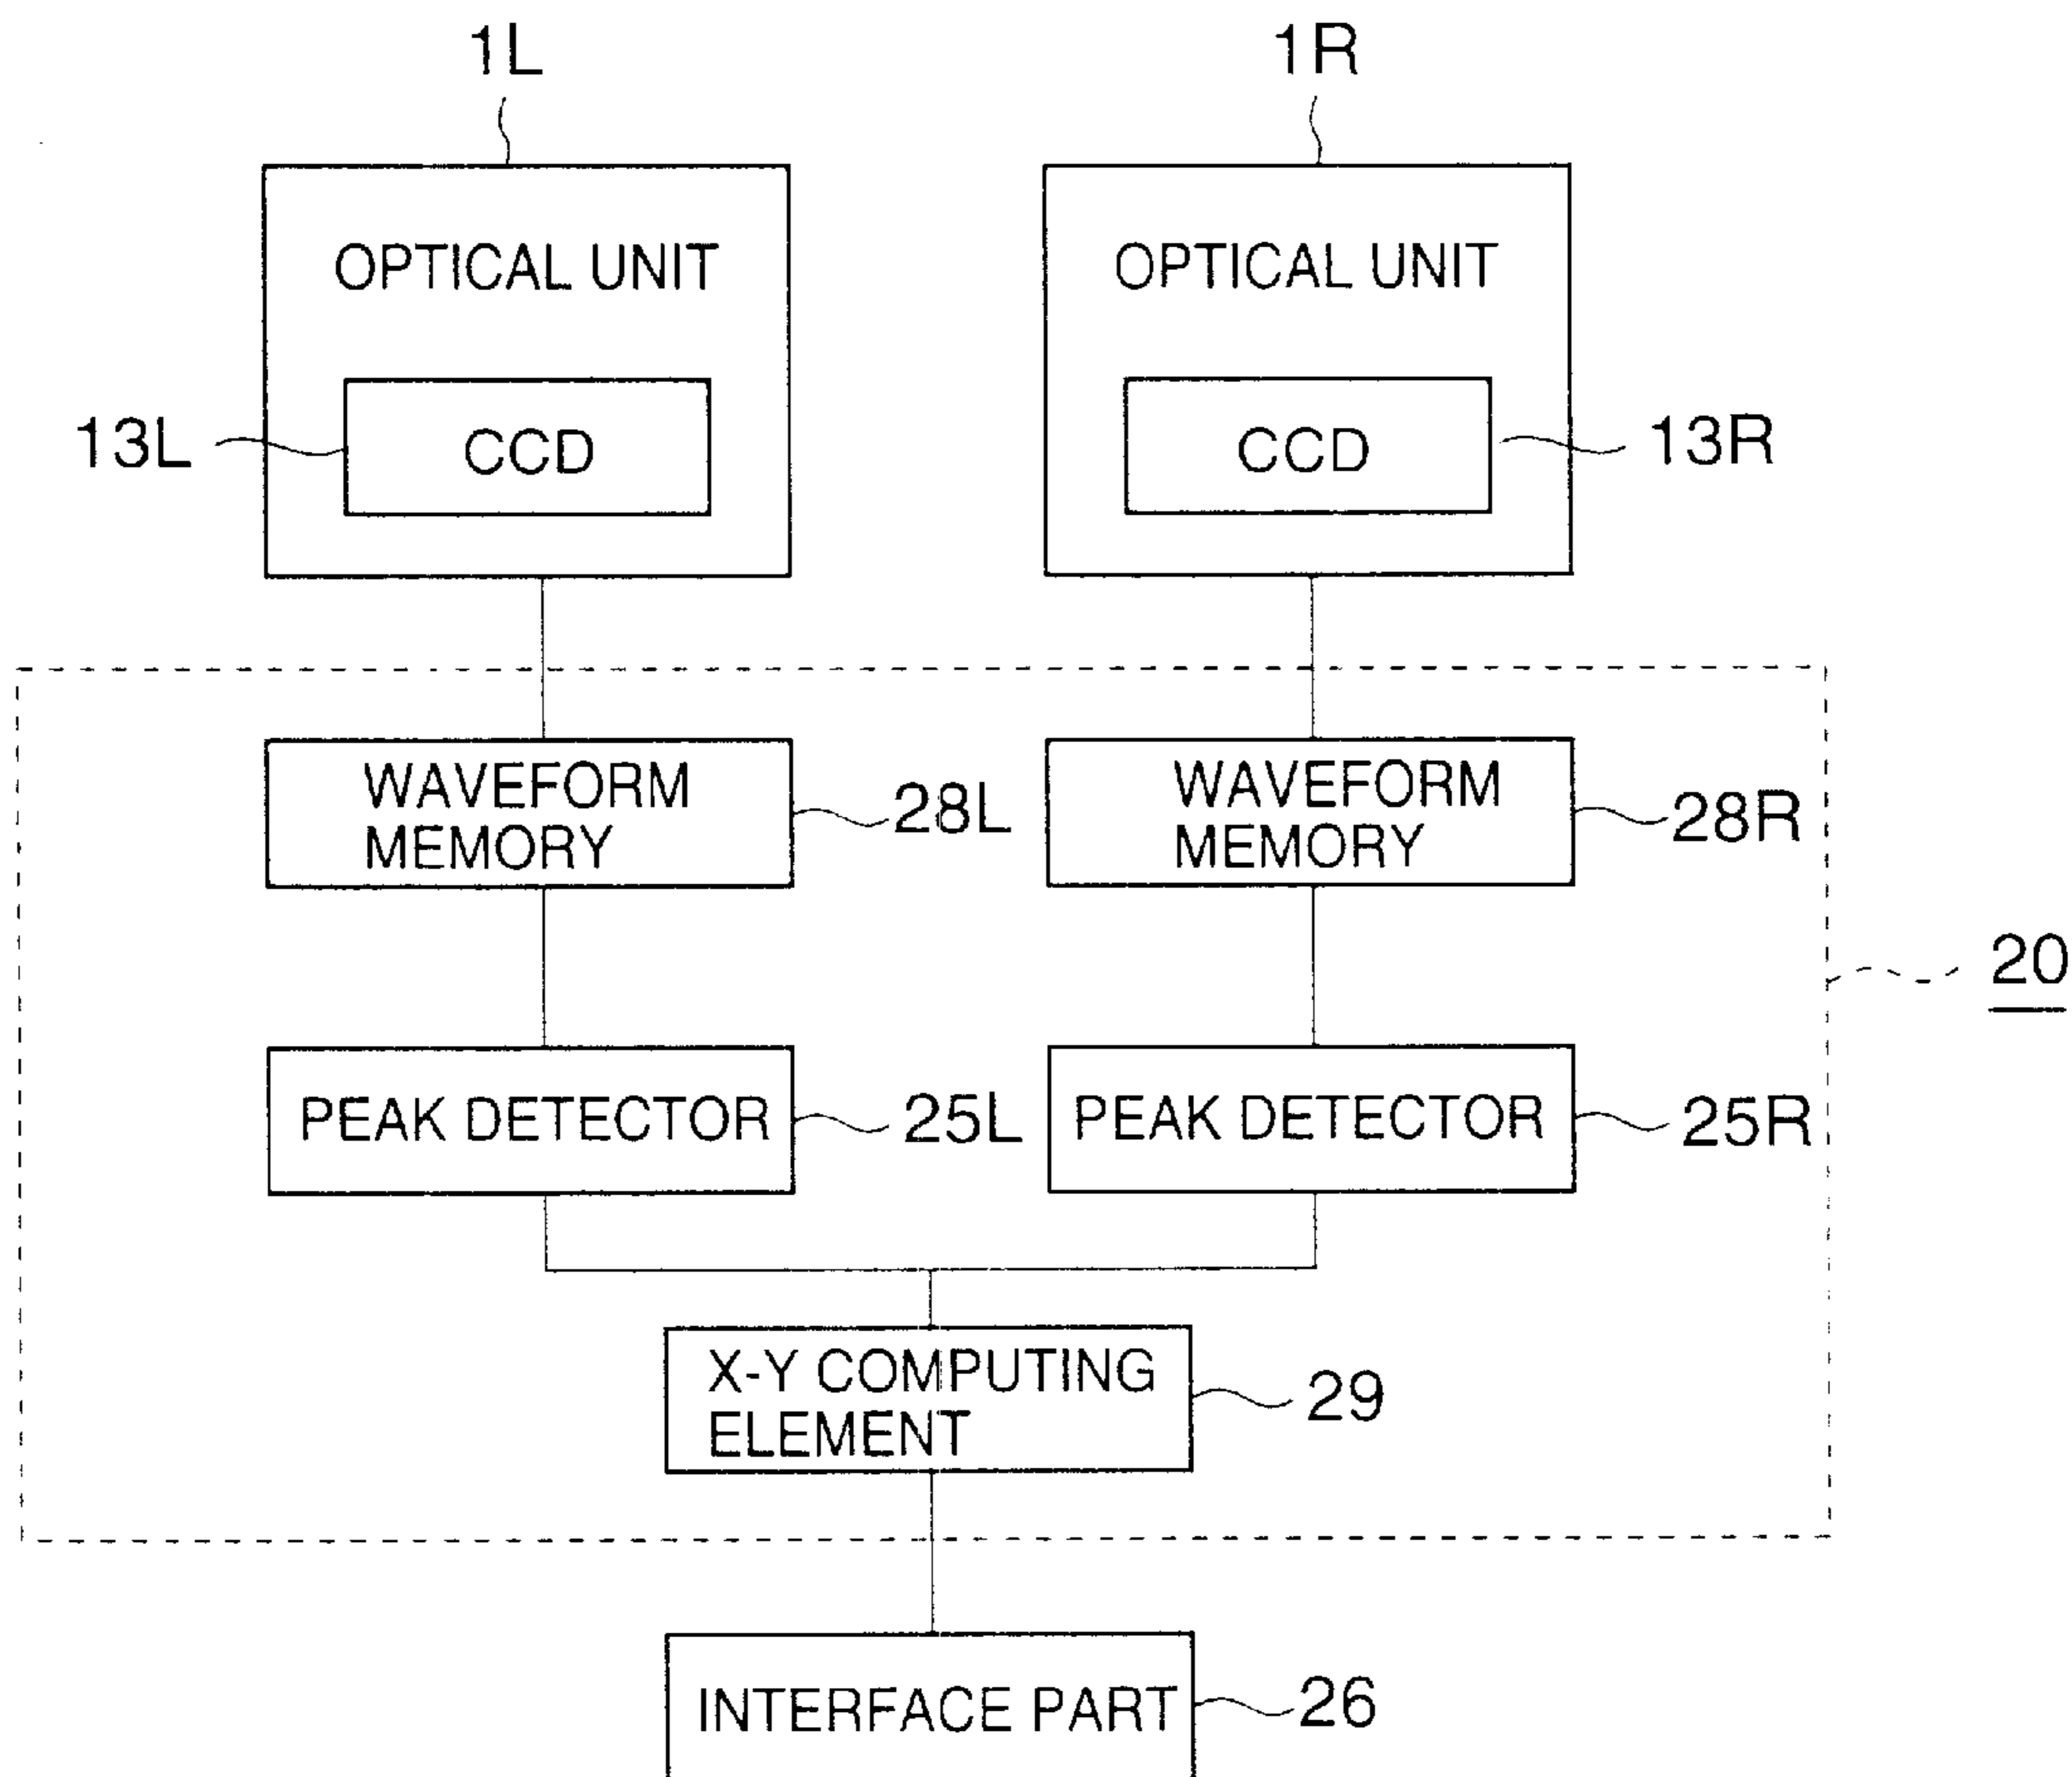 1L 1R
OPTICAL UNIT OPTICAL UNIT
13L CCD CCD 13R
WAVEFORM
MEMORY
28L
WAVEFORM
MEMORY
28R
20
PEAK DETECTOR 25L PEAK DETECTOR 25R
X-Y COMPUTING
ELEMENT
29
INTERFACE PART 26